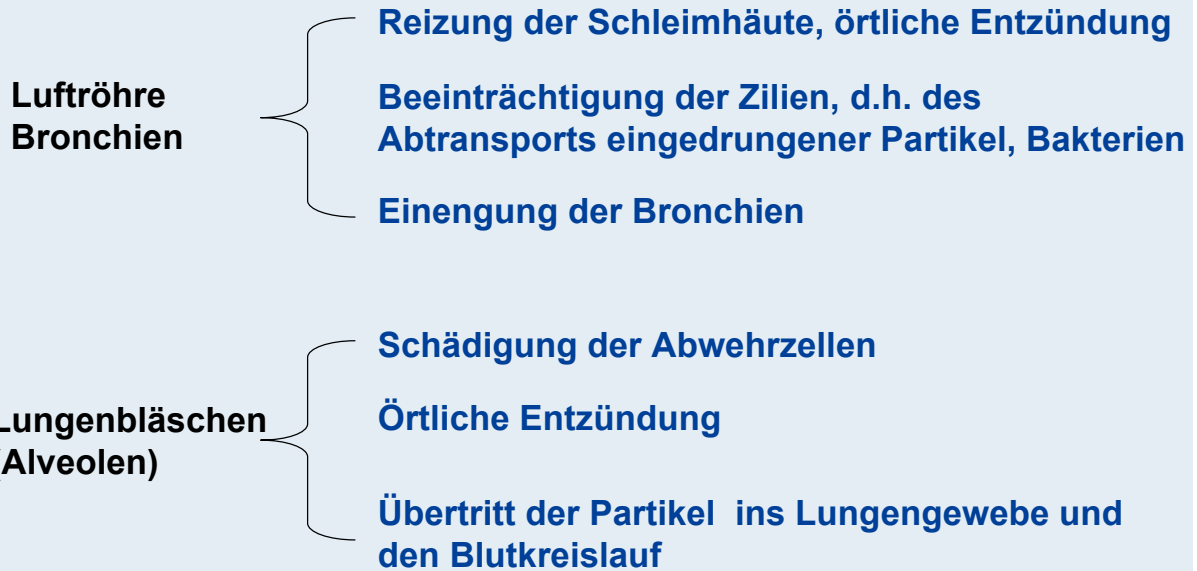 Reizung der Schleimhäute, örtliche Entzündung
Luftröhre
Bronchien
Beeinträchtigung der Zilien, d.h. des
Abtransports eingedrungener Partikel, Bakterien
Einengung der Bronchien
Schädigung der Abwehrzellen
Lungenbläschen
(Alveolen)
Örtliche Entzündung
Übertritt der Partikel ins Lungengewebe und
den Blutkreislauf